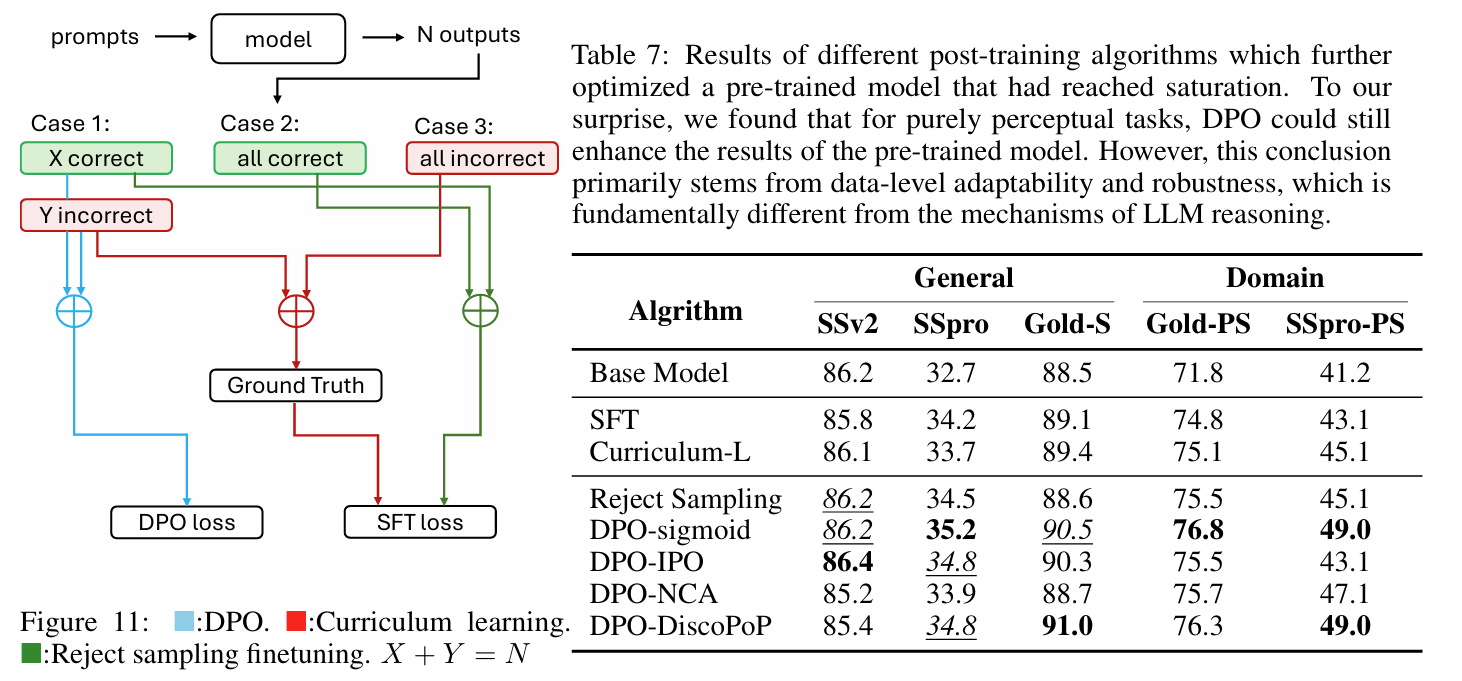 prompts
model
N outputs
Case 1:
Case 2:
Case 3:
X correct
all correct
all incorrect
Y incorrect
Ground Truth
DPO loss
SFT loss
Figure 11: :DPO. :Curriculum learning.
:Reject sampling finetuning. X + Y = N
Table 7: Results of different post-training algorithms which further
optimized a pre-trained model that had reached saturation. To our
surprise, we found that for purely perceptual tasks, DPO could still
enhance the results of the pre-trained model. However, this conclusion
primarily stems from data-level adaptability and robustness, which is
fundamentally different from the mechanisms of LLM reasoning.
Algrithm General Domain
SSv2 SSpro Gold-S Gold-PS SSpro-PS
Base Model 86.2 32.7 88.5 71.8 41.2
SFT 85.8 34.2 89.1 74.8 43.1
Curriculum-L 86.1 33.7 89.4 75.1 45.1
Reject Sampling 86.2 34.5 88.6 75.5 45.1
DPO-sigmoid 86.2 35.2 90.5 76.8 49.0
DPO-IPO 86.4 34.8 90.3 75.5 43.1
DPO-NCA 85.2 33.9 88.7 75.7 47.1
DPO-DiscoPoP 85.4 34.8 91.0 76.3 49.0